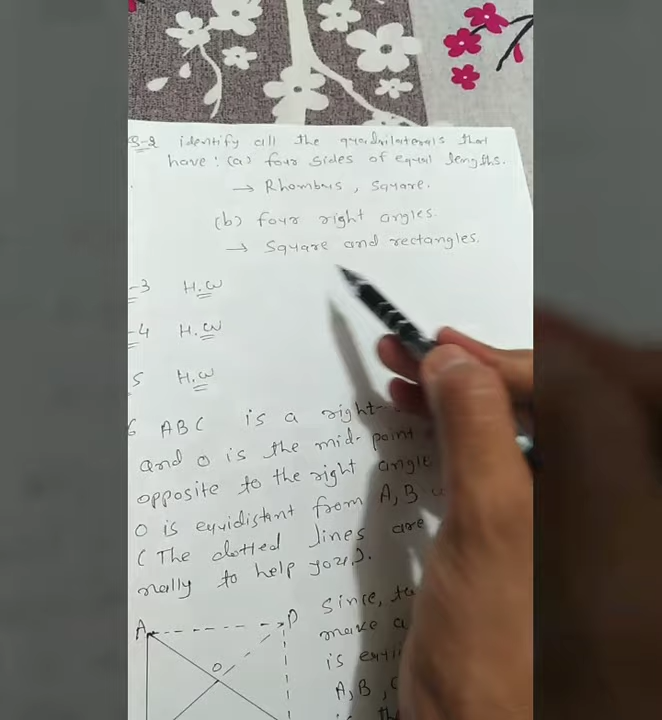 Q-2 identify all the quadrilaterals that
have : (a) four sides of equal lengths.
→ Rhombus, square.
(b) four right angles.
→ Square and rectangles.
-3 H.W
-4 H.W
5 H.W
6 ABC is a right-
and O is the mid-point
opposite to the right angle
O is equidistant from A, B
(The dotted lines are
nally to help you).
A D
O
Since,
make a
is
A, B, C
is